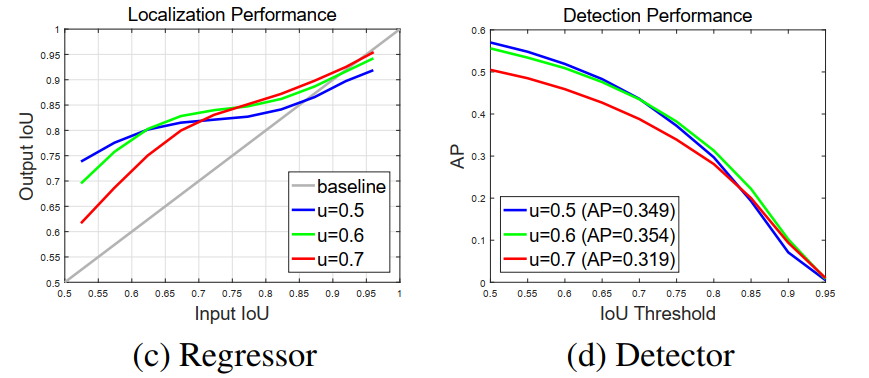 Localization Performance
1
0.95
0.9
0.85
0.8
0.75
0.7
0.65
0.6
0.55
0.5
Output IoU
baseline
u=0.5
u=0.6
u=0.7
0.5 0.55 0.6 0.65 0.7 0.75 0.8 0.85 0.9 0.95 1
Input IoU
(c) Regressor
Detection Performance
0.6
0.5
0.4
0.3
0.2
0.1
0
AP
u=0.5 (AP=0.349)
u=0.6 (AP=0.354)
u=0.7 (AP=0.319)
0.5 0.55 0.6 0.65 0.7 0.75 0.8 0.85 0.9 0.95
IoU Threshold
(d) Detector